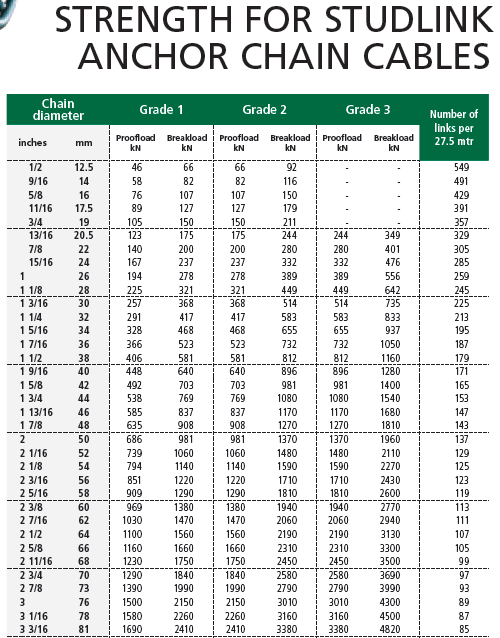 STRENGTH FOR STUDLINK
ANCHOR CHAIN CABLES
Chain diameter Grade 1 Grade 2 Grade 3 Number of links per 27.5 mtr
inches mm Proofload kN Breakload kN Proofload kN Breakload kN Proofload kN Breakload kN
1/2 12.5 46 66 66 92 - - 549
9/16 14 58 82 82 116 - - 491
5/8 16 76 107 107 150 - - 429
11/16 17.5 89 127 127 179 - - 391
3/4 19 105 150 150 211 - - 357
13/16 20.5 123 175 175 244 244 349 329
7/8 22 140 200 200 280 280 401 305
15/16 24 167 237 237 332 332 476 285
1 26 194 278 278 389 389 556 259
1 1/8 28 225 321 321 449 449 642 245
1 3/16 30 257 368 368 514 514 735 225
1 1/4 32 291 417 417 583 583 833 213
1 5/16 34 328 468 468 655 655 937 195
1 7/16 36 366 523 523 732 732 1050 187
1 1/2 38 406 581 581 812 812 1160 179
1 9/16 40 448 640 640 896 896 1280 171
1 5/8 42 492 703 703 981 981 1400 165
1 3/4 44 538 769 769 1080 1080 1540 153
1 13/16 46 585 837 837 1170 1170 1680 147
1 7/8 48 635 908 908 1270 1270 1810 143
2 50 686 981 981 1370 1370 1960 137
2 1/16 52 739 1060 1060 1480 1480 2110 129
2 1/8 54 794 1140 1140 1590 1590 2270 125
2 3/16 56 851 1220 1220 1710 1710 2430 123
2 5/16 58 909 1290 1290 1810 1810 2600 119
2 3/8 60 969 1380 1380 1940 1940 2770 113
2 7/16 62 1030 1470 1470 2060 2060 2940 111
2 1/2 64 1100 1560 1560 2190 2190 3130 107
2 5/8 66 1160 1660 1660 2310 2310 3300 105
2 11/16 68 1230 1750 1750 2450 2450 3500 99
2 3/4 70 1290 1840 1840 2580 2580 3690 97
2 7/8 73 1390 1990 1990 2790 2790 3990 93
3 76 1500 2150 2150 3010 3010 4300 89
3 1/16 78 1580 2260 2260 3160 3160 4500 87
3 3/16 81 1690 2410 2410 3380 3380 4820 85